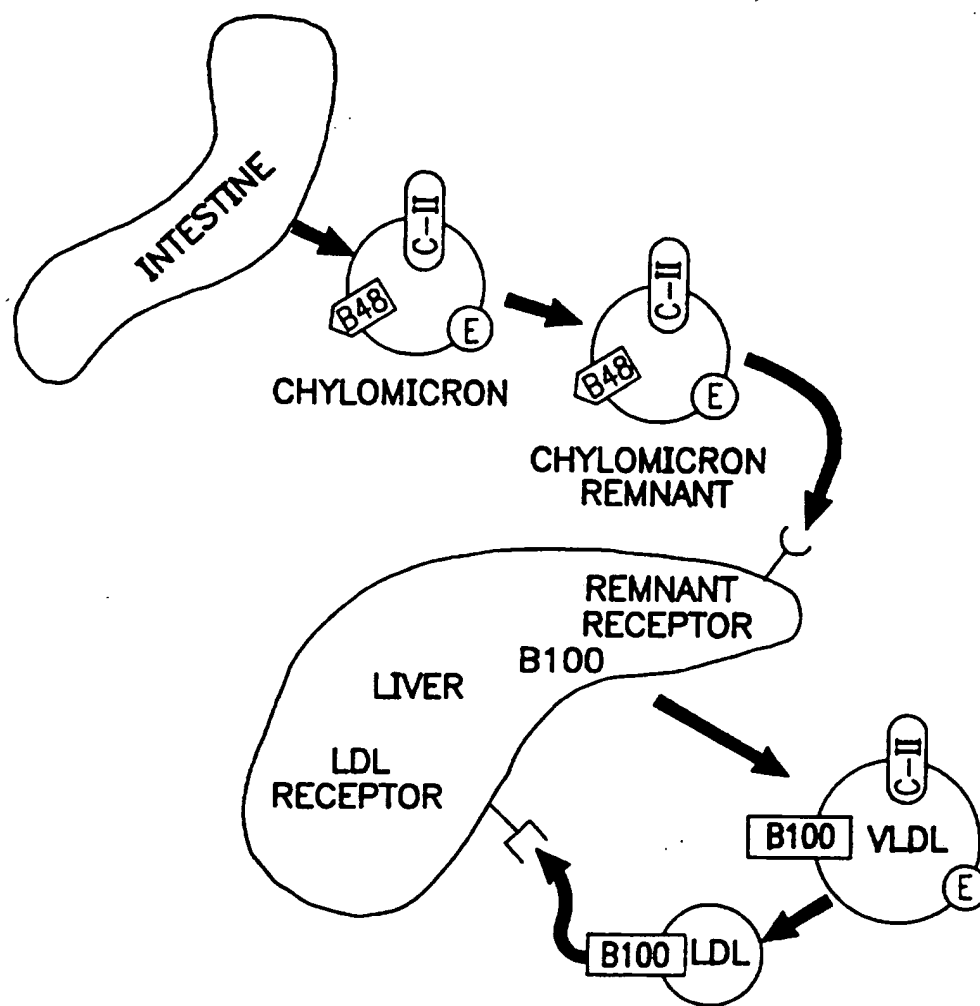 INTESTINE
C-II
B48
E
CHYLOMICRON
C-II
B48
E
CHYLOMICRON
REMNANT
REMNANT
RECEPTOR
B100
LIVER
LDL
RECEPTOR
C-II
B100
VLDL
E
B100
LDL